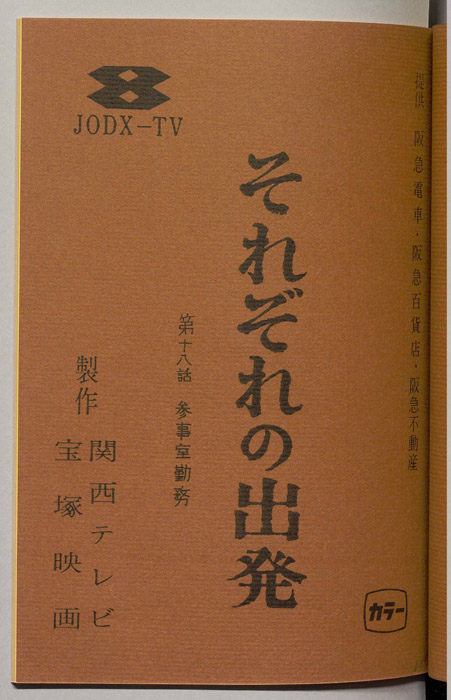 提供 阪急電車・阪急百貨店・阪急不動産
カラー
それぞれの出発
第十八話 参事室勤務
JODX-TV
製作 関西テレビ
宝塚映画